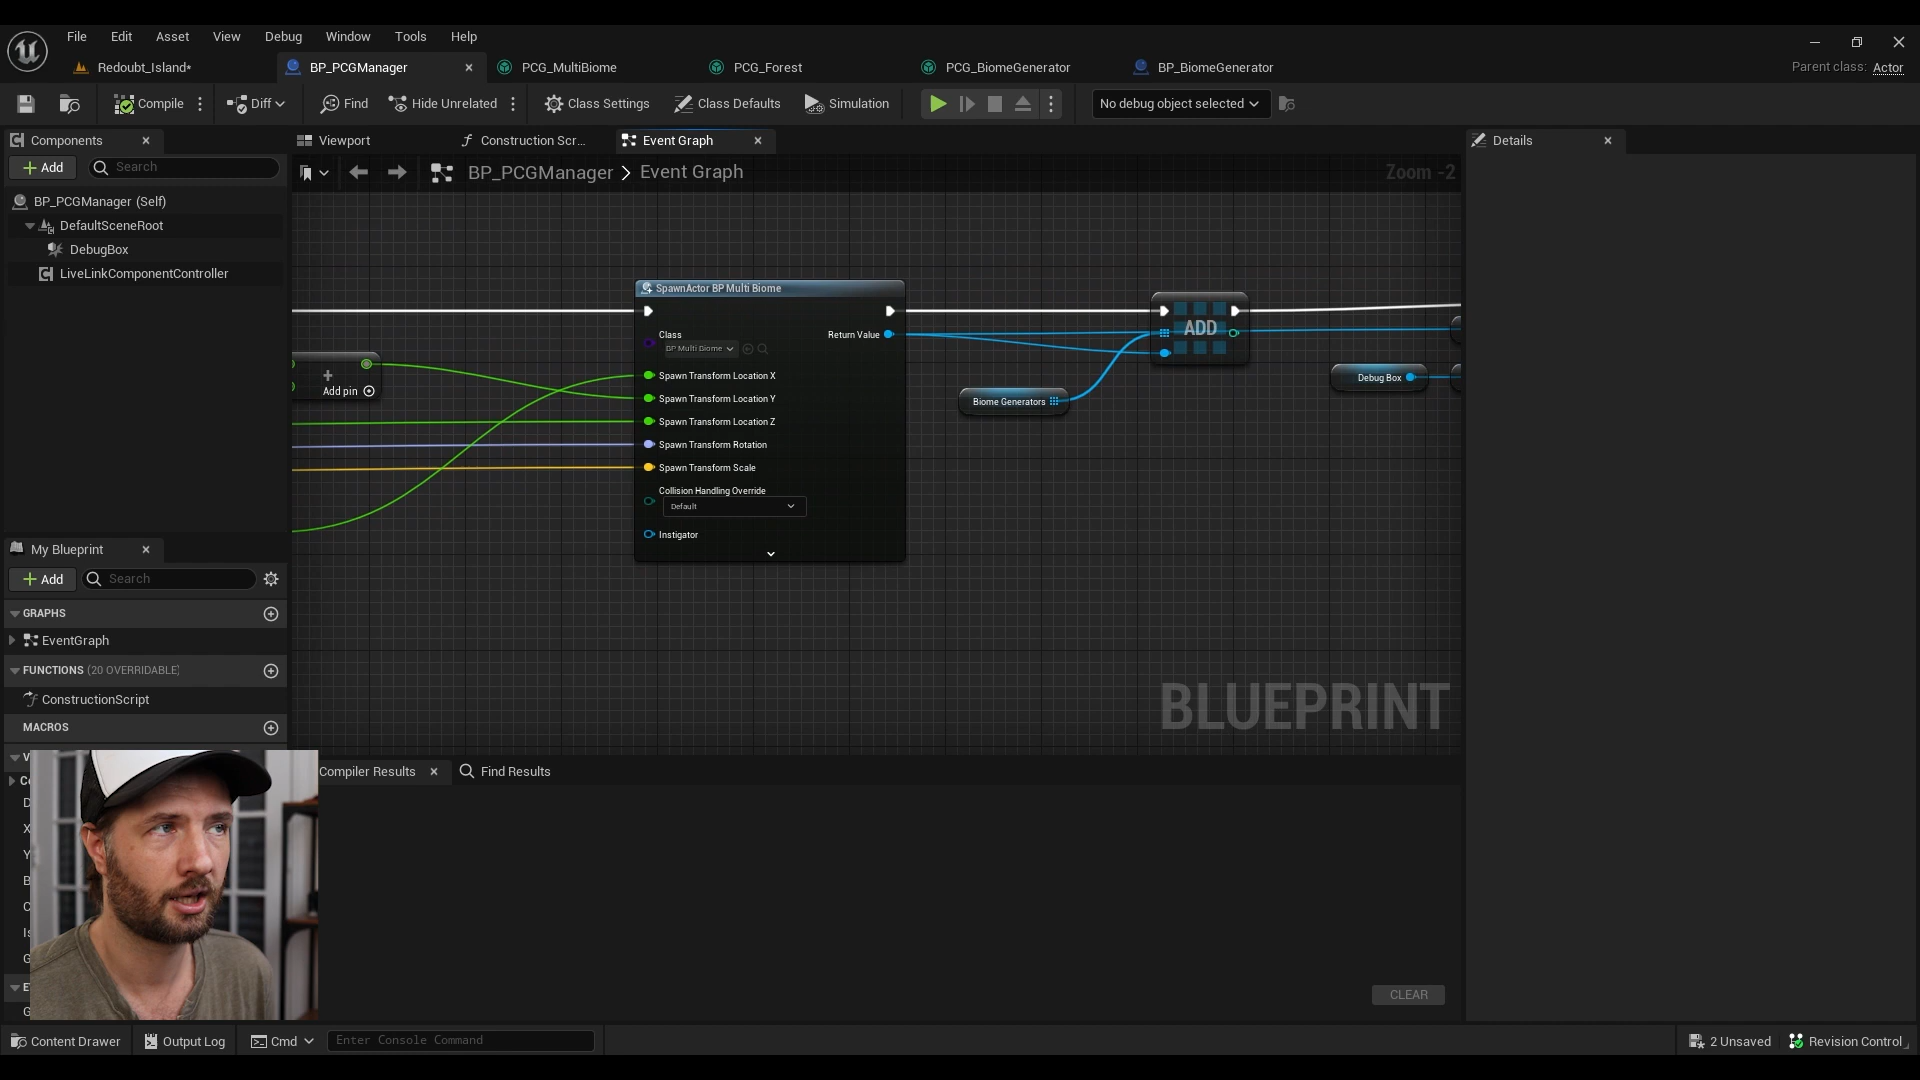 File Edit Asset View Debug Window Tools Help
Redoubt_Island* BP_PCGManager PCG_MultiBiome PCG_Forest PCG_BiomeGenerator BP_BiomeGenerator Parent class: Actor
Compile Diff Find Hide Unrelated Class Settings Class Defaults Simulation No debug object selected
Components
Add Search
BP_PCGManager (Self)
DefaultSceneRoot
DebugBox
LiveLinkComponentController
Viewport Construction Scr... Event Graph
BP_PCGManager > Event Graph
Zoom -2
Details
Add pin
SpawnActor BP Multi Biome
Class
BP Multi Biome
Return Value
Spawn Transform Location X
Spawn Transform Location Y
Spawn Transform Location Z
Spawn Transform Rotation
Spawn Transform Scale
Collision Handling Override
Default
Instigator
Biome Generators
ADD
Debug Box
BLUEPRINT
My Blueprint
Add Search
GRAPHS
EventGraph
FUNCTIONS (20 OVERRIDABLE)
ConstructionScript
MACROS
Compiler Results Find Results
CLEAR
Content Drawer Output Log Cmd Enter Console Command 2 Unsaved Revision Control